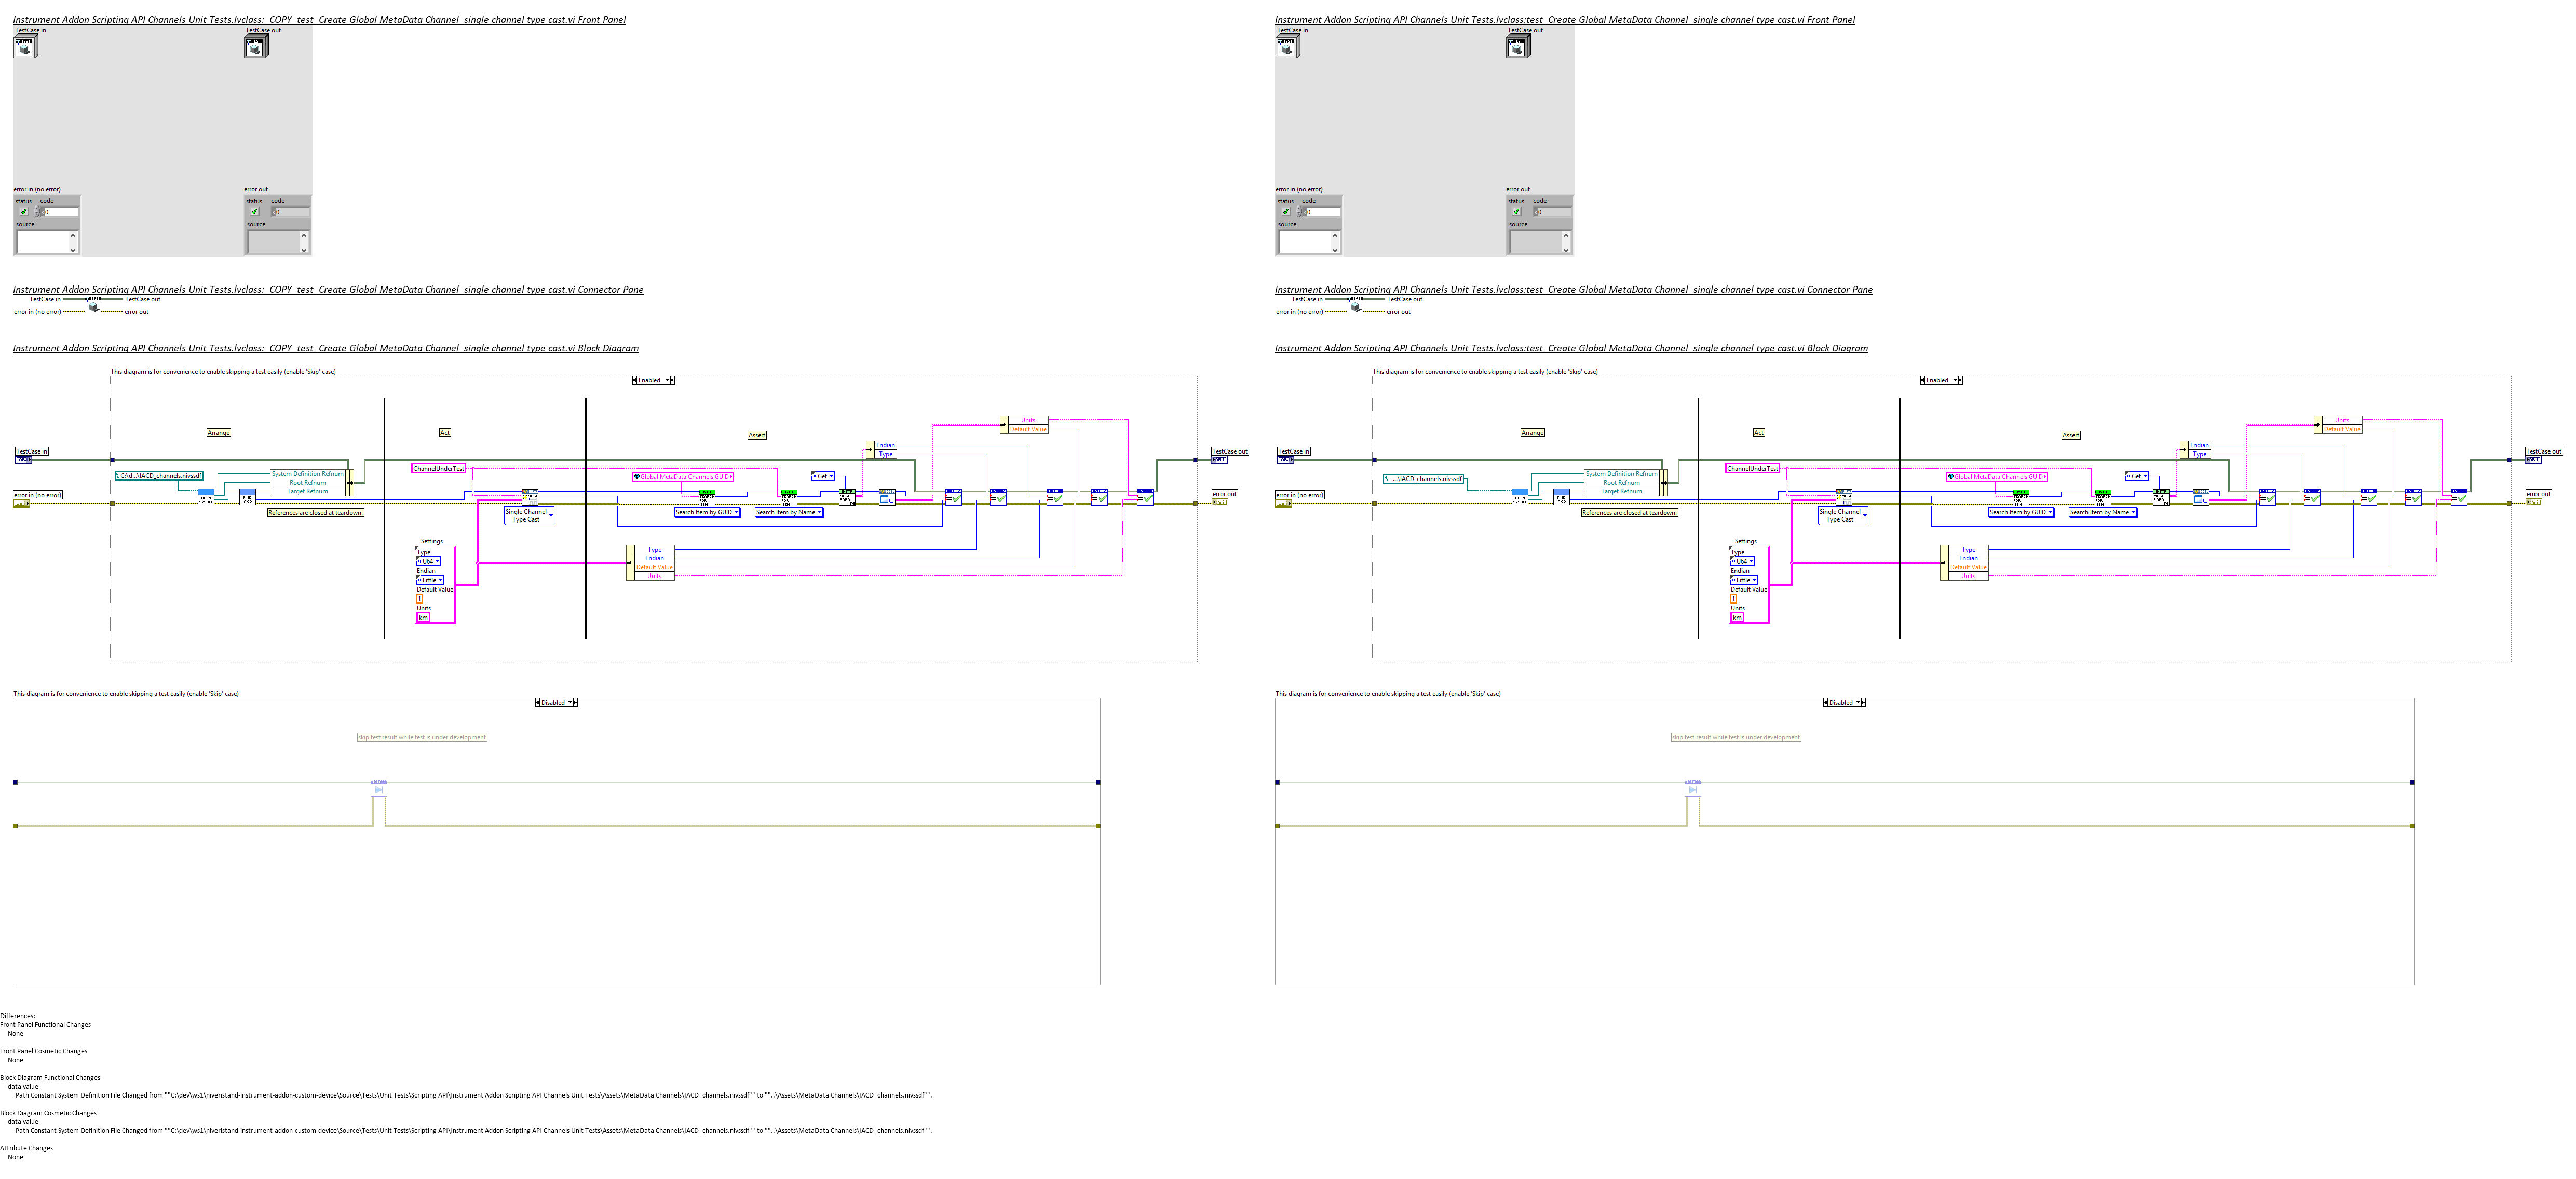 Instrument Addon Scripting API Channels Unit Tests.lvclass:_COPY_test_Create Global MetaData Channel_single channel type cast.vi Front Panel
TestCase in
TestCase out
error in (no error)
status
code
0
source
error out
status
code
0
source
Instrument Addon Scripting API Channels Unit Tests.lvclass:_COPY_test_Create Global MetaData Channel_single channel type cast.vi Connector Pane
TestCase in
TestCase out
error in (no error)
error out
Instrument Addon Scripting API Channels Unit Tests.lvclass:_COPY_test_Create Global MetaData Channel_single channel type cast.vi Block Diagram
This diagram is for convenience to enable skipping a test easily (enable 'Skip' case)
Enabled
Arrange
Act
Assert
Units
Default Value
Endian
Type
TestCase in
TestCase out
C:\d...\IACD_channels.nivssdf
System Definition Refnum
Root Refnum
Target Refnum
ChannelUnderTest
Global MetaData Channels GUID
Get
error in (no error)
error out
References are closed at teardown.
Single Channel
Type Cast
Search Item by GUID
Search Item by Name
Settings
Type
U64
Endian
Little
Default Value
1
Units
km
Type
Endian
Default Value
Units
This diagram is for convenience to enable skipping a test easily (enable 'Skip' case)
Disabled
skip test result while test is under development
Instrument Addon Scripting API Channels Unit Tests.lvclass:test_Create Global MetaData Channel_single channel type cast.vi Front Panel
TestCase in
TestCase out
error in (no error)
status
code
0
source
error out
status
code
0
source
Instrument Addon Scripting API Channels Unit Tests.lvclass:test_Create Global MetaData Channel_single channel type cast.vi Connector Pane
TestCase in
TestCase out
error in (no error)
error out
Instrument Addon Scripting API Channels Unit Tests.lvclass:test_Create Global MetaData Channel_single channel type cast.vi Block Diagram
This diagram is for convenience to enable skipping a test easily (enable 'Skip' case)
Enabled
Arrange
Act
Assert
Units
Default Value
Endian
Type
TestCase in
TestCase out
...\IACD_channels.nivssdf
System Definition Refnum
Root Refnum
Target Refnum
ChannelUnderTest
Global MetaData Channels GUID
Get
error in (no error)
error out
References are closed at teardown.
Single Channel
Type Cast
Search Item by GUID
Search Item by Name
Settings
Type
U64
Endian
Little
Default Value
1
Units
km
Type
Endian
Default Value
Units
This diagram is for convenience to enable skipping a test easily (enable 'Skip' case)
Disabled
skip test result while test is under development
Differences:
Front Panel Functional Changes
None
Front Panel Cosmetic Changes
None
Block Diagram Functional Changes
data value
Path Constant System Definition File Changed from ""C:\dev\ws1\niveristand-instrument-addon-custom-device\Source\Tests\Unit Tests\Scripting API\Instrument Addon Scripting API Channels Unit Tests\Assets\MetaData Channels\IACD_channels.nivssdf"" to ""...\Assets\MetaData Channels\IACD_channels.nivssdf"".
Block Diagram Cosmetic Changes
data value
Path Constant System Definition File Changed from ""C:\dev\ws1\niveristand-instrument-addon-custom-device\Source\Tests\Unit Tests\Scripting API\Instrument Addon Scripting API Channels Unit Tests\Assets\MetaData Channels\IACD_channels.nivssdf"" to ""...\Assets\MetaData Channels\IACD_channels.nivssdf"".
Attribute Changes
None